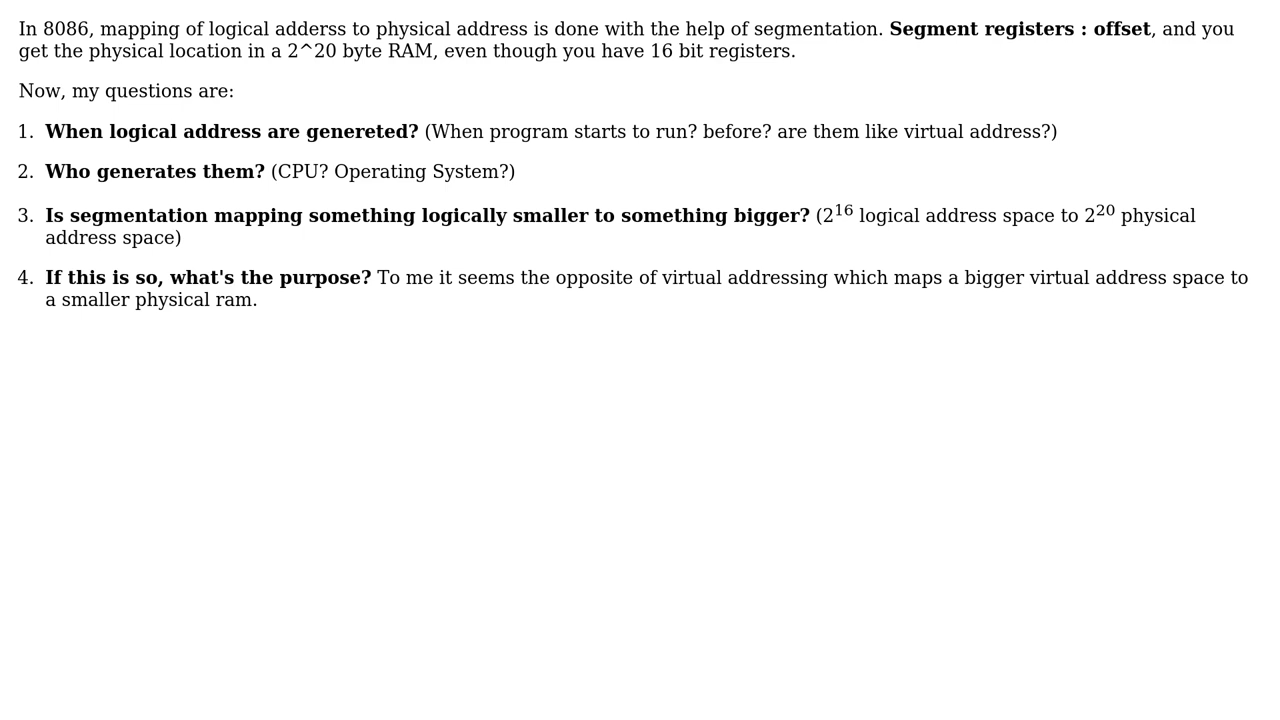 In 8086, mapping of logical adderss to physical address is done with the help of segmentation. Segment registers : offset, and you
get the physical location in a 2^20 byte RAM, even though you have 16 bit registers.
Now, my questions are:
1. When logical address are genereted? (When program starts to run? before? are them like virtual address?)
2. Who generates them? (CPU? Operating System?)
3. Is segmentation mapping something logically smaller to something bigger? (2^16 logical address space to 2^20 physical
address space)
4. If this is so, what's the purpose? To me it seems the opposite of virtual addressing which maps a bigger virtual address space to
a smaller physical ram.